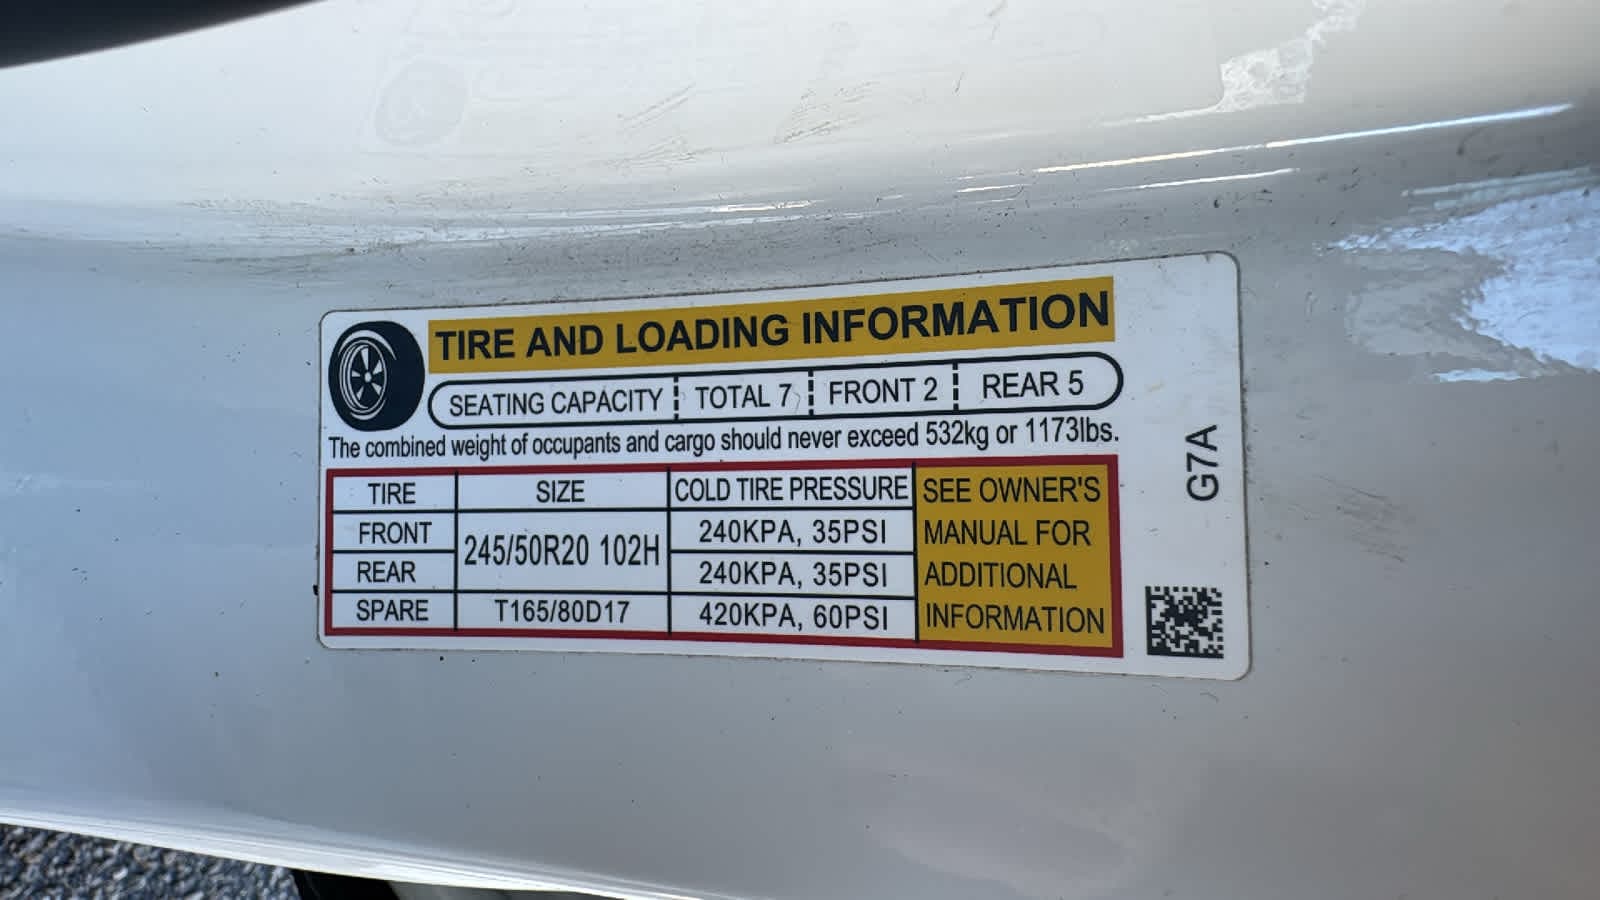 TIRE AND LOADING INFORMATION
SEATING CAPACITY TOTAL 7 FRONT 2 REAR 5
The combined weight of occupants and cargo should never exceed 532kg or 1173lbs.
TIRE SIZE COLD TIRE PRESSURE SEE OWNER'S
FRONT 245/50R20 102H 240KPA, 35PSI MANUAL FOR
REAR 240KPA, 35PSI ADDITIONAL
SPARE T165/80D17 420KPA, 60PSI INFORMATION
G7A